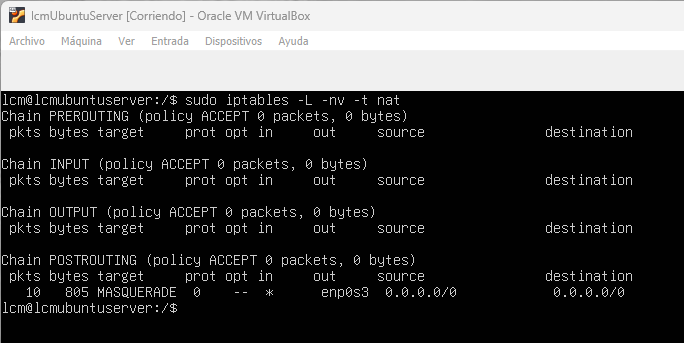 lcmUbuntuServer [Corriendo] - Oracle VM VirtualBox
Archivo Máquina Ver Entrada Dispositivos Ayuda
lcm@lcmubuntuserver:/$ sudo iptables -L -nv -t nat
Chain PREROUTING (policy ACCEPT 0 packets, 0 bytes)
 pkts bytes target     prot opt in     out     source               destination

Chain INPUT (policy ACCEPT 0 packets, 0 bytes)
 pkts bytes target     prot opt in     out     source               destination

Chain OUTPUT (policy ACCEPT 0 packets, 0 bytes)
 pkts bytes target     prot opt in     out     source               destination

Chain POSTROUTING (policy ACCEPT 0 packets, 0 bytes)
 pkts bytes target     prot opt in     out     source               destination
   10   805 MASQUERADE  0    --  *      enp0s3  0.0.0.0/0            0.0.0.0/0
lcm@lcmubuntuserver:/$